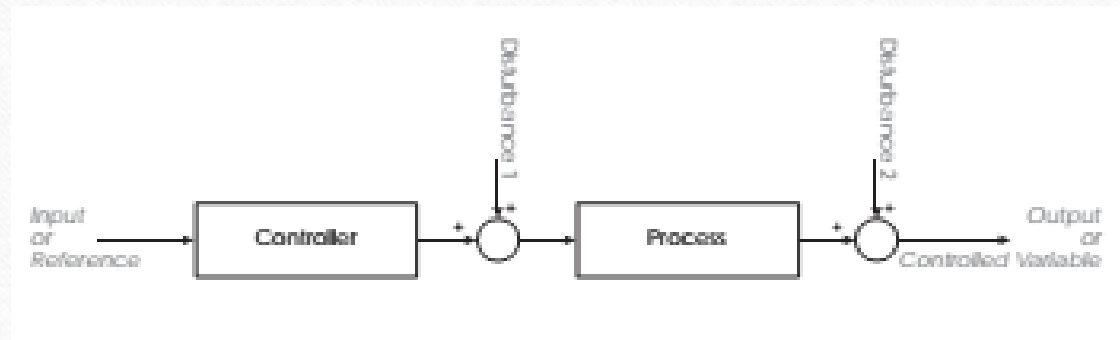 Disturbance 1
Disturbance 2
Input
or
Reference
Controller
+
+
Process
+
+
Output
or
Controlled Variable